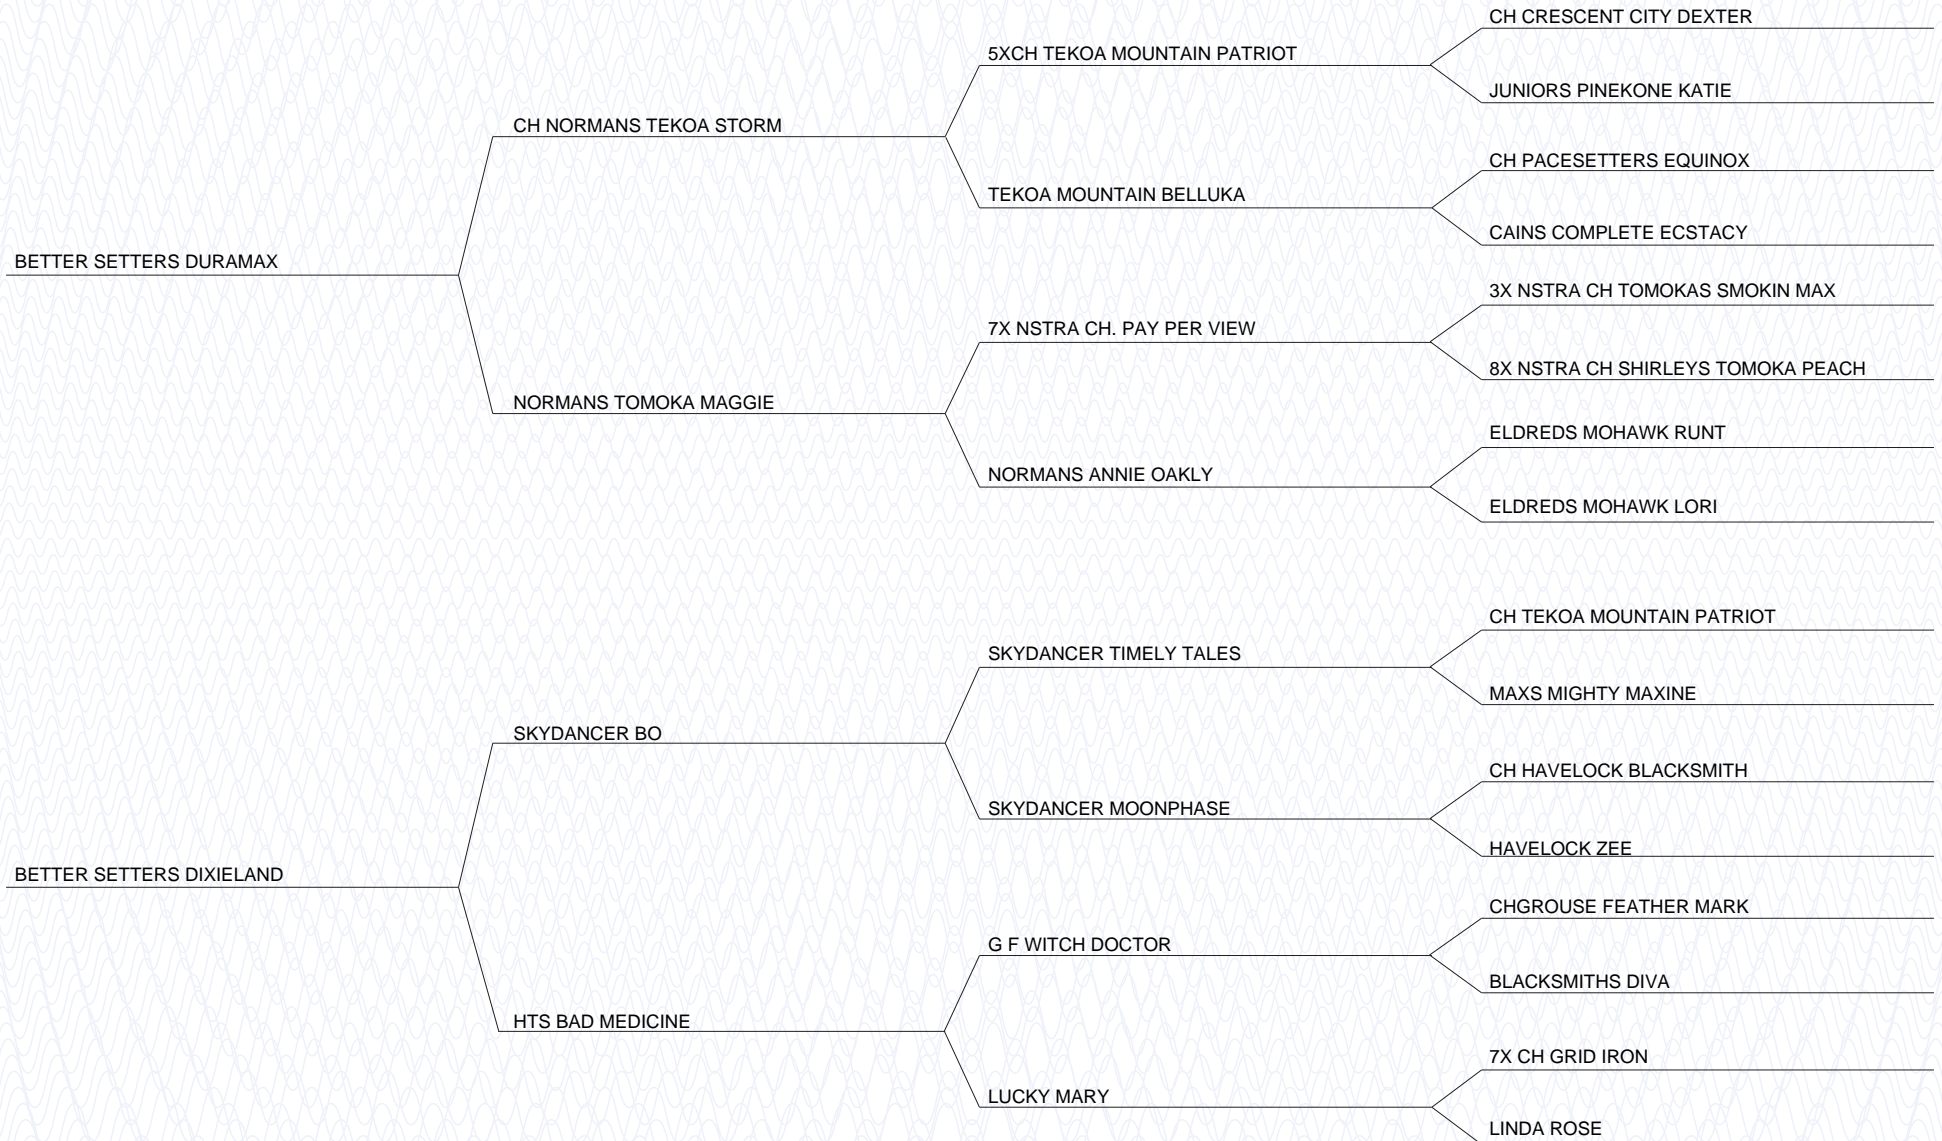 CH CRESCENT CITY DEXTER
5XCH TEKOA MOUNTAIN PATRIOT
JUNIORS PINEKONE KATIE
CH NORMANS TEKOA STORM
CH PACESETTERS EQUINOX
TEKOA MOUNTAIN BELLUKA
CAINS COMPLETE ECSTACY
BETTER SETTERS DURAMAX
3X NSTRA CH TOMOKAS SMOKIN MAX
7X NSTRA CH. PAY PER VIEW
8X NSTRA CH SHIRLEYS TOMOKA PEACH
NORMANS TOMOKA MAGGIE
ELDREDS MOHAWK RUNT
NORMANS ANNIE OAKLY
ELDREDS MOHAWK LORI
CH TEKOA MOUNTAIN PATRIOT
SKYDANCER TIMELY TALES
MAXS MIGHTY MAXINE
SKYDANCER BO
CH HAVELOCK BLACKSMITH
SKYDANCER MOONPHASE
HAVELOCK ZEE
BETTER SETTERS DIXIELAND
CHGROUSE FEATHER MARK
G F WITCH DOCTOR
BLACKSMITHS DIVA
HTS BAD MEDICINE
7X CH GRID IRON
LUCKY MARY
LINDA ROSE